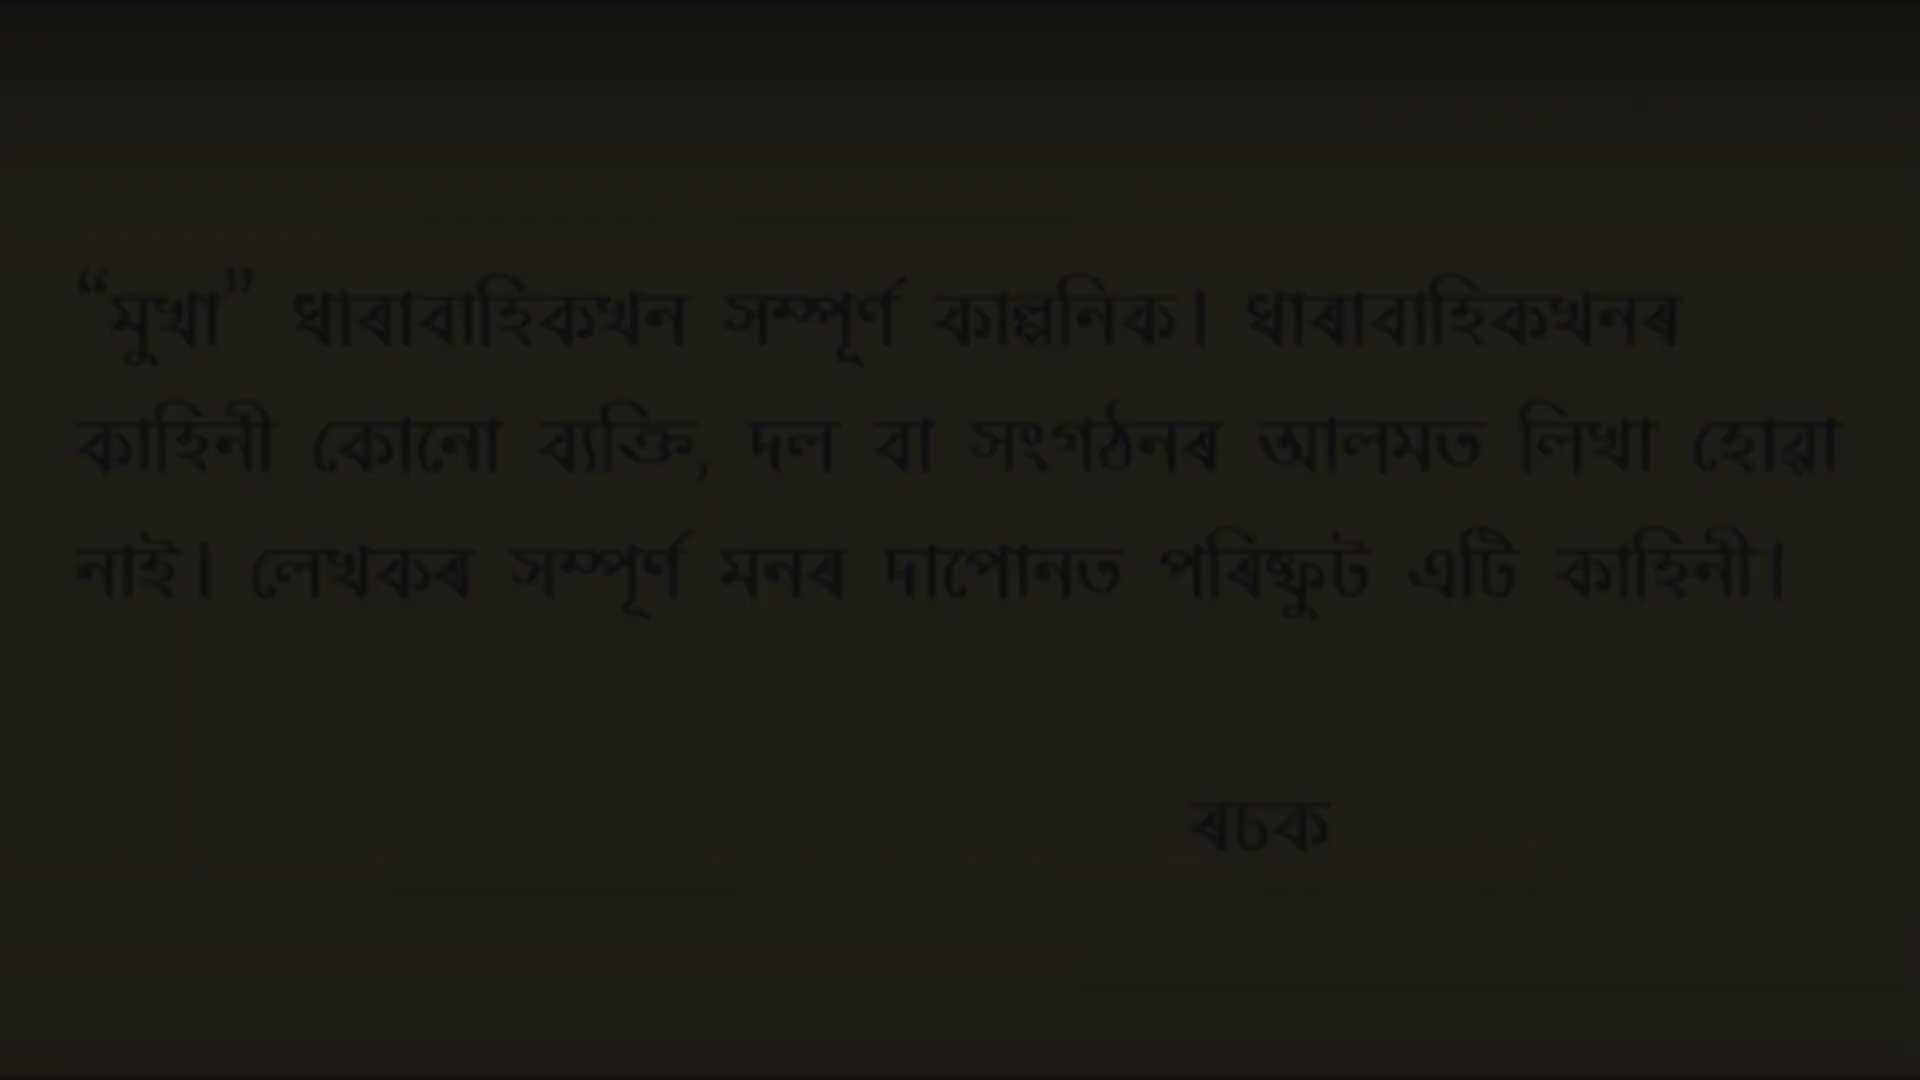 “মুখা” ধাৰাবাহিকখন সম্পূৰ্ণ কাল্পনিক। ধাৰাবাহিকখনৰ
কাহিনী কোনো ব্যক্তি, দল বা সংগঠনৰ আলমত লিখা হোৱা
নাই। লেখকৰ সম্পূৰ্ণ মনৰ দাপোনত পৰিষ্ফুট এটি কাহিনী।
ৰচক